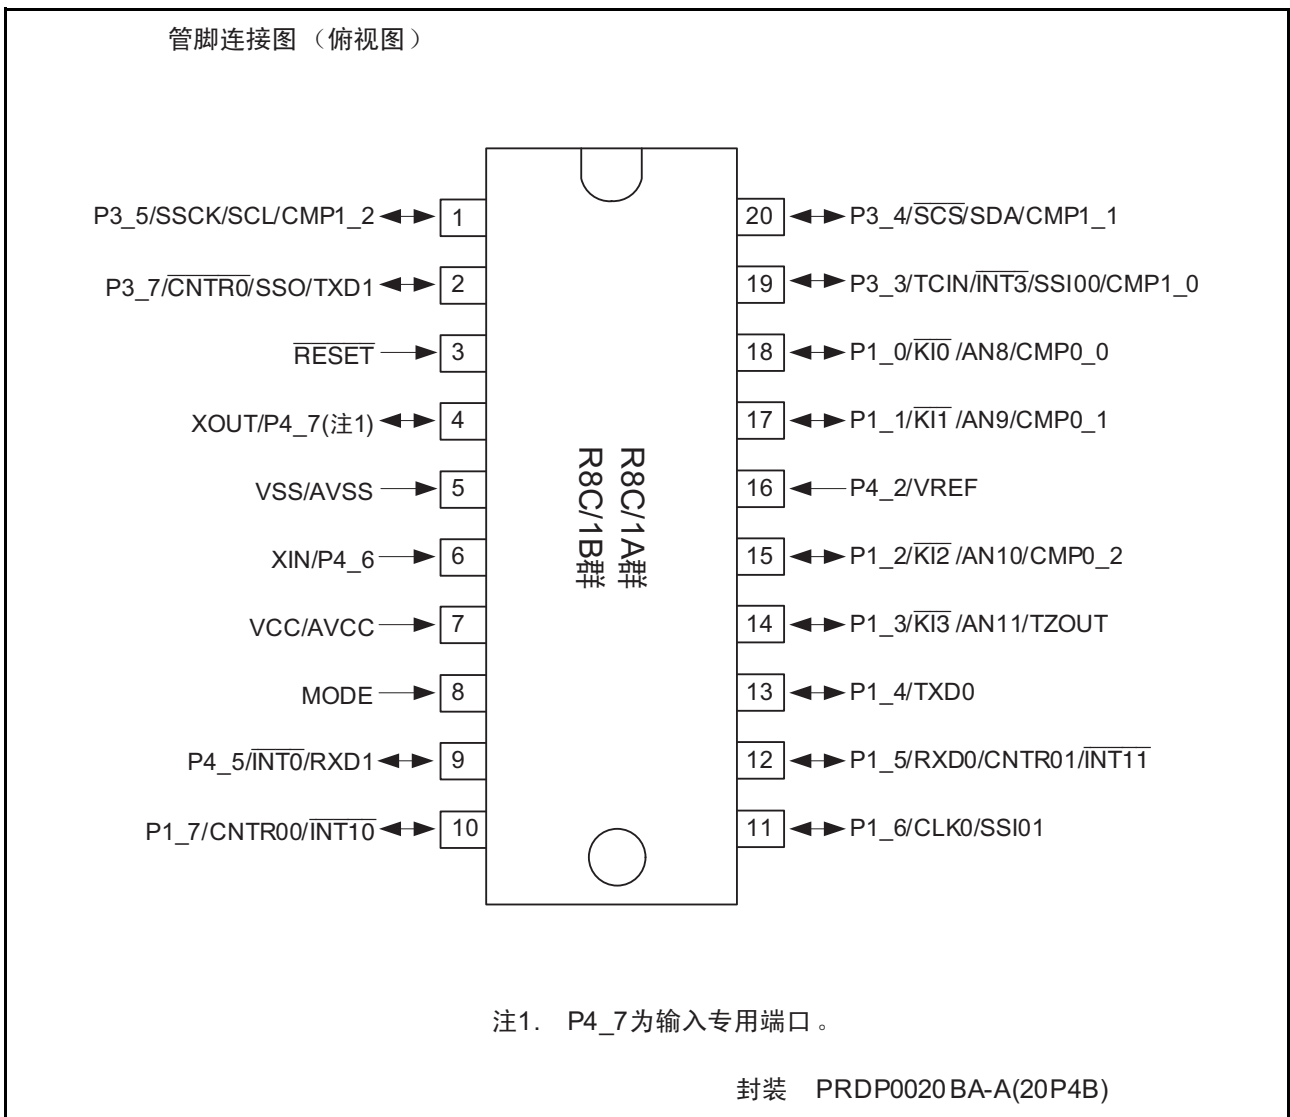 管脚连接图（俯视图）
P3_5/SSCK/SCL/CMP1_2 1
P3_7/CNTR0/SSO/TXD1 2
RESET 3
XOUT/P4_7(注1) 4
VSS/AVSS 5
XIN/P4_6 6
VCC/AVCC 7
MODE 8
P4_5/INT0/RXD1 9
P1_7/CNTR00/INT10 10
R8C/1A群
R8C/1B群
20 P3_4/SCS/SDA/CMP1_1
19 P3_3/TCIN/INT3/SSI00/CMP1_0
18 P1_0/KI0/AN8/CMP0_0
17 P1_1/KI1/AN9/CMP0_1
16 P4_2/VREF
15 P1_2/KI2/AN10/CMP0_2
14 P1_3/KI3/AN11/TZOUT
13 P1_4/TXD0
12 P1_5/RXD0/CNTR01/INT11
11 P1_6/CLK0/SSI01
注1. P4_7为输入专用端口。
封装 PRDP0020BA-A(20P4B)